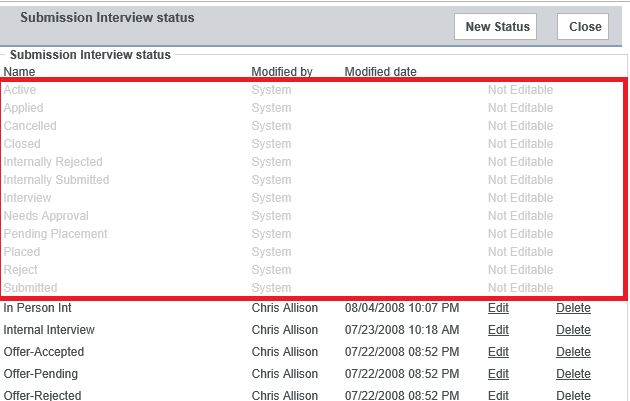 Submission Interview status
New Status
Close
Submission Interview status
Name Modified by Modified date
Active System Not Editable
Applied System Not Editable
Cancelled System Not Editable
Closed System Not Editable
Internally Rejected System Not Editable
Internally Submitted System Not Editable
Interview System Not Editable
Needs Approval System Not Editable
Pending Placement System Not Editable
Placed System Not Editable
Reject System Not Editable
Submitted System Not Editable
In Person Int Chris Allison 08/04/2008 10:07 PM Edit Delete
Internal Interview Chris Allison 07/23/2008 10:18 AM Edit Delete
Offer-Accepted Chris Allison 07/22/2008 08:52 PM Edit Delete
Offer-Pending Chris Allison 07/22/2008 08:52 PM Edit Delete
Offer-Rejected Chris Allison 07/22/2008 08:52 PM Edit Delete